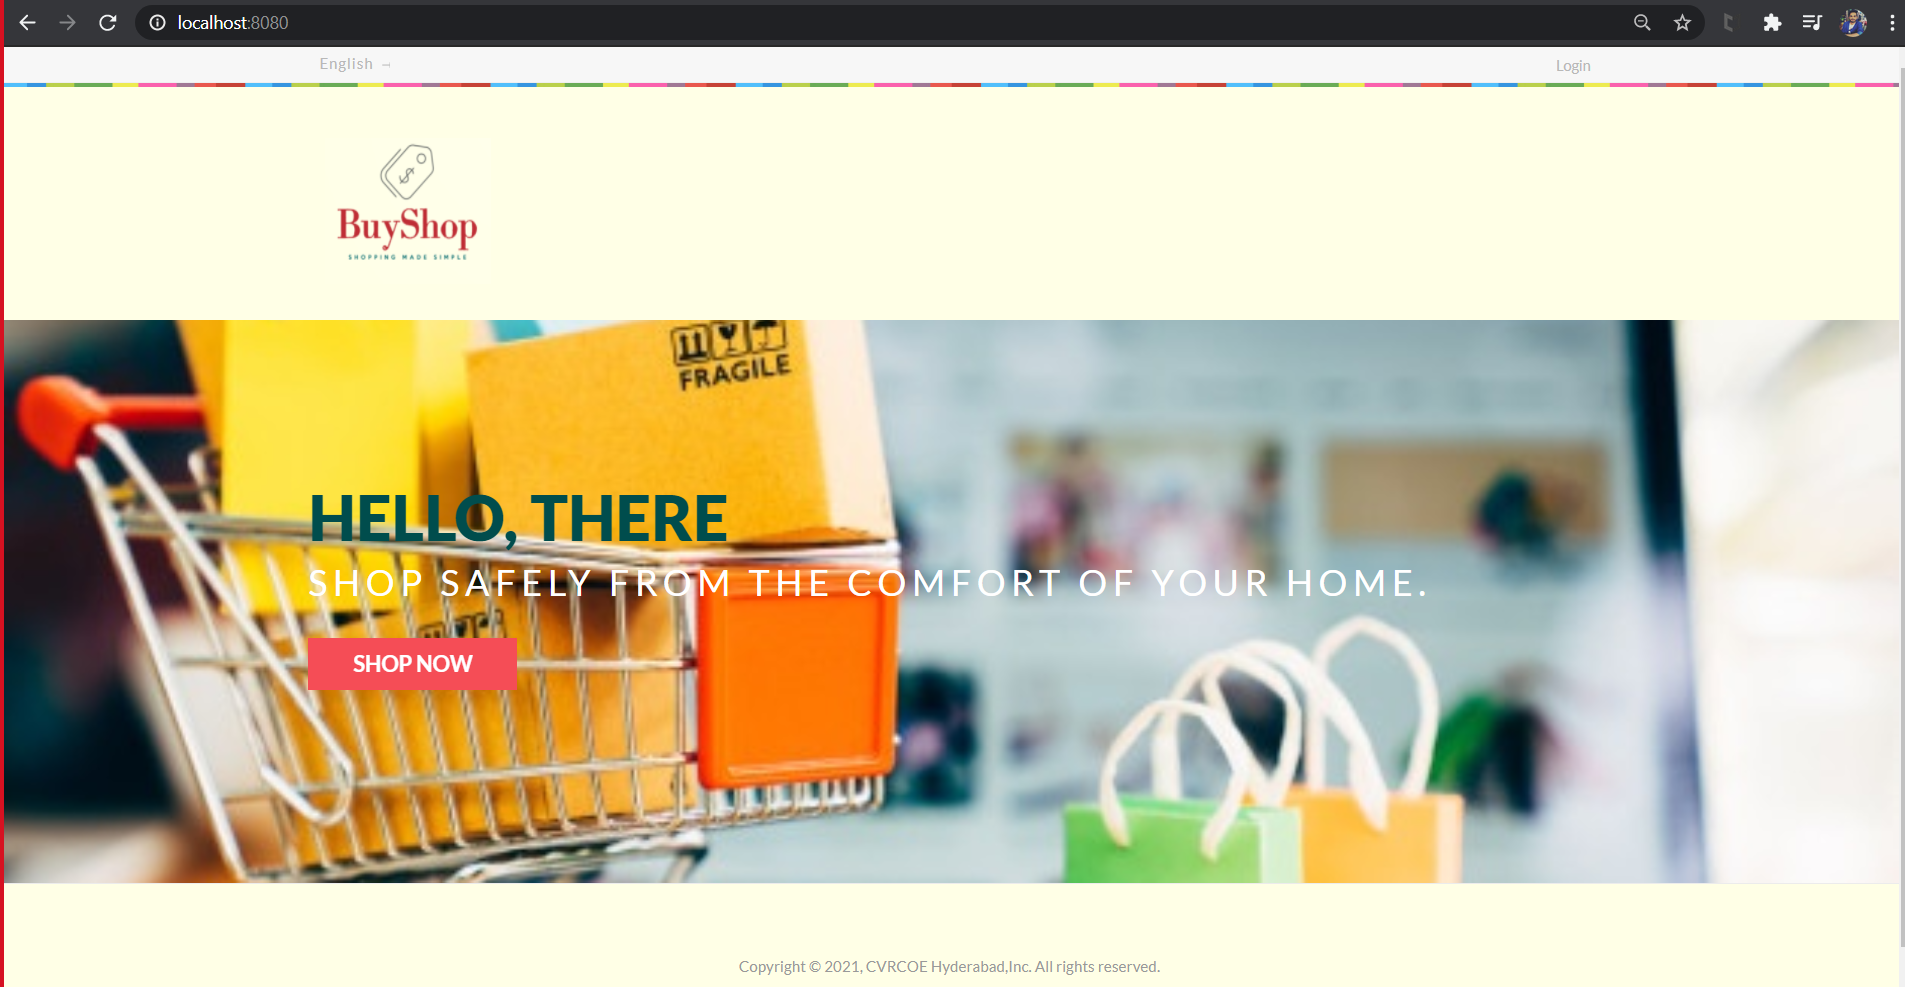 localhost:8080
English
Login
BuyShop
SHOPPING MADE SIMPLE
FRAGILE
HELLO, THERE
SHOP SAFELY FROM THE COMFORT OF YOUR HOME.
SHOP NOW
Copyright © 2021, CVRCOE Hyderabad,Inc. All rights reserved.